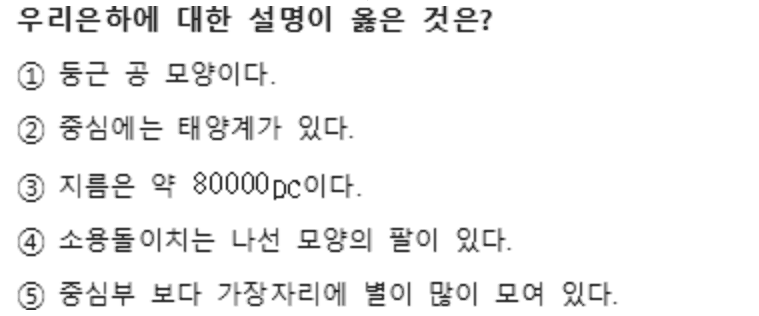 우리은하에 대한 설명이 옳은 것은?
① 둥근 공 모양이다.
② 중심에는 태양계가 있다.
③ 지름은 약 80000pc이다.
④ 소용돌이치는 나선 모양의 팔이 있다.
⑤ 중심부 보다 가장자리에 별이 많이 모여 있다.